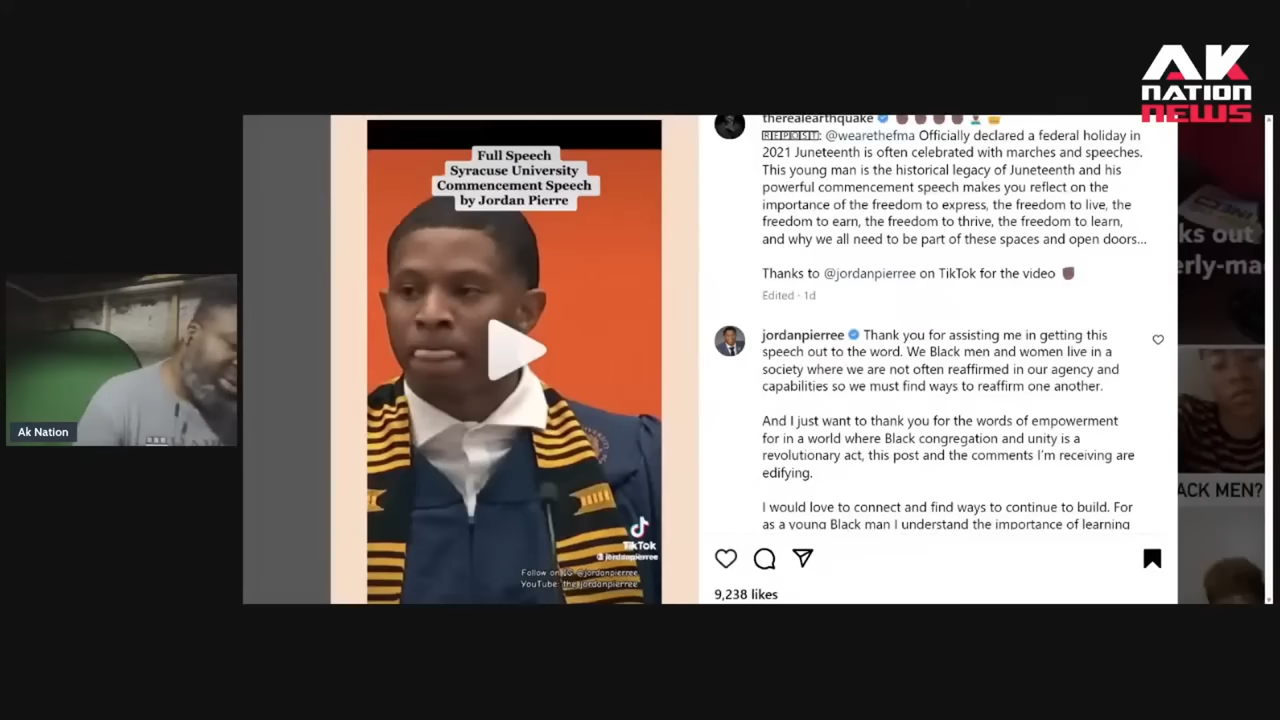 AK
NATION
NEWS
Full Speech
Syracuse University
Commencement Speech
by Jordan Pierre
TikTok
@jordanpierree
Follow on IG: @jordanpierree
YouTube: thejordanpierree
Ak Nation
therealearthquake
REPOST: @wearethefma Officially declared a federal holiday in
2021 Juneteenth is often celebrated with marches and speeches.
This young man is the historical legacy of Juneteenth and his
powerful commencement speech makes you reflect on the
importance of the freedom to express, the freedom to live, the
freedom to earn, the freedom to thrive, the freedom to learn,
and why we all need to be part of these spaces and open doors...
Thanks to @jordanpierree on TikTok for the video
Edited · 1d
jordanpierree Thank you for assisting me in getting this
speech out to the word. We Black men and women live in a
society where we are not often reaffirmed in our agency and
capabilities so we must find ways to reaffirm one another.
And I just want to thank you for the words of empowerment
for in a world where Black congregation and unity is a
revolutionary act, this post and the comments I'm receiving are
edifying.
I would love to connect and find ways to continue to build. For
as a young Black man I understand the importance of learning
9,238 likes
ks out
erly-ma
ACK MEN?